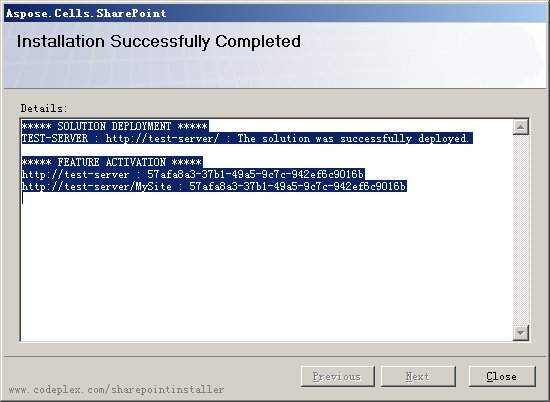 Aspose.Cells.SharePoint
Installation Successfully Completed
Details:
***** SOLUTION DEPLOYMENT *****
TEST-SERVER : http://test-server/ : The solution was successfully deployed.
***** FEATURE ACTIVATION *****
http://test-server : 57afa8a3-37b1-49a5-9c7c-942ef6c9016b
http://test-server/MySite : 57afa8a3-37b1-49a5-9c7c-942ef6c9016b
Previous
Next
Close
www.codeplex.com/sharepointinstaller